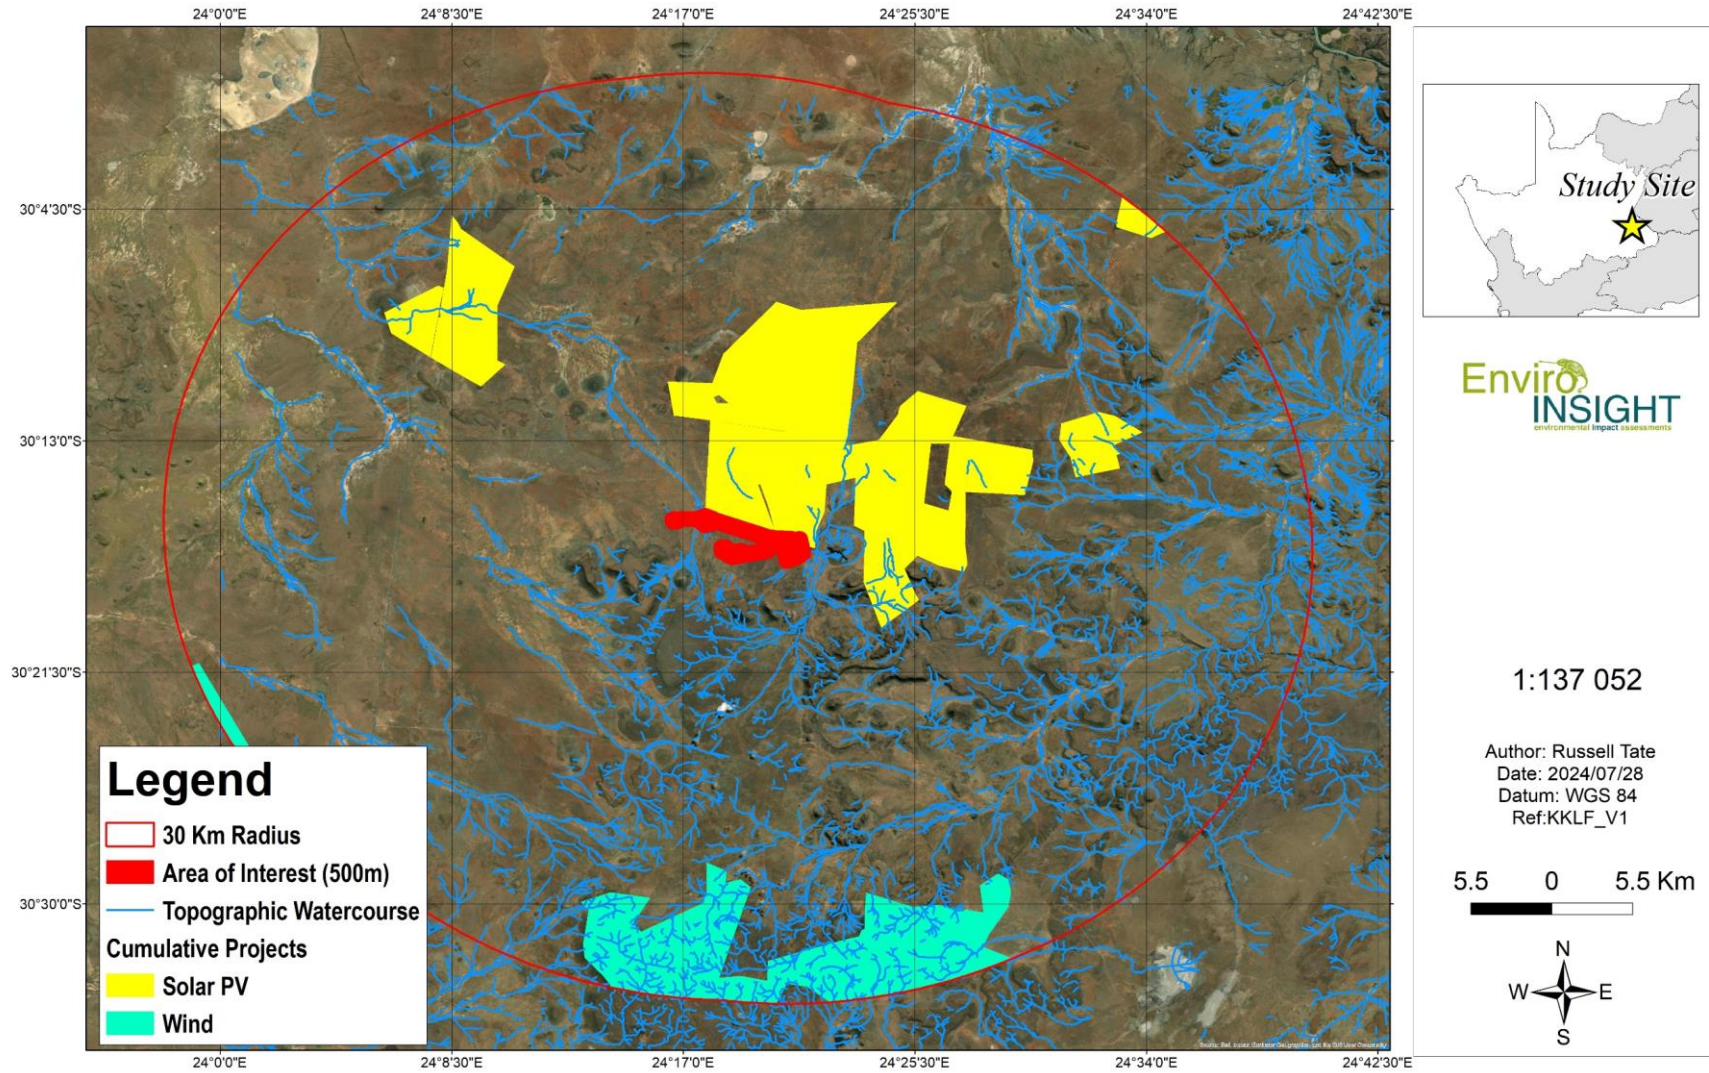 24°0'0"E
24°8'30"E
24°17'0"E
24°25'30"E
24°34'0"E
24°42'30"E
30°4'30"S
30°13'0"S
30°21'30"S
30°30'0"S
Legend
30 Km Radius
Area of Interest (500m)
Topographic Watercourse
Cumulative Projects
Solar PV
Wind
24°0'0"E
24°8'30"E
24°17'0"E
24°25'30"E
24°34'0"E
24°42'30"E
Study Site
Enviro
INSIGHT
environmental impact assessments
1:137 052
Author: Russell Tate
Date: 2024/07/28
Datum: WGS 84
Ref:KKLF_V1
5.5 0 5.5 Km
N
W E
S